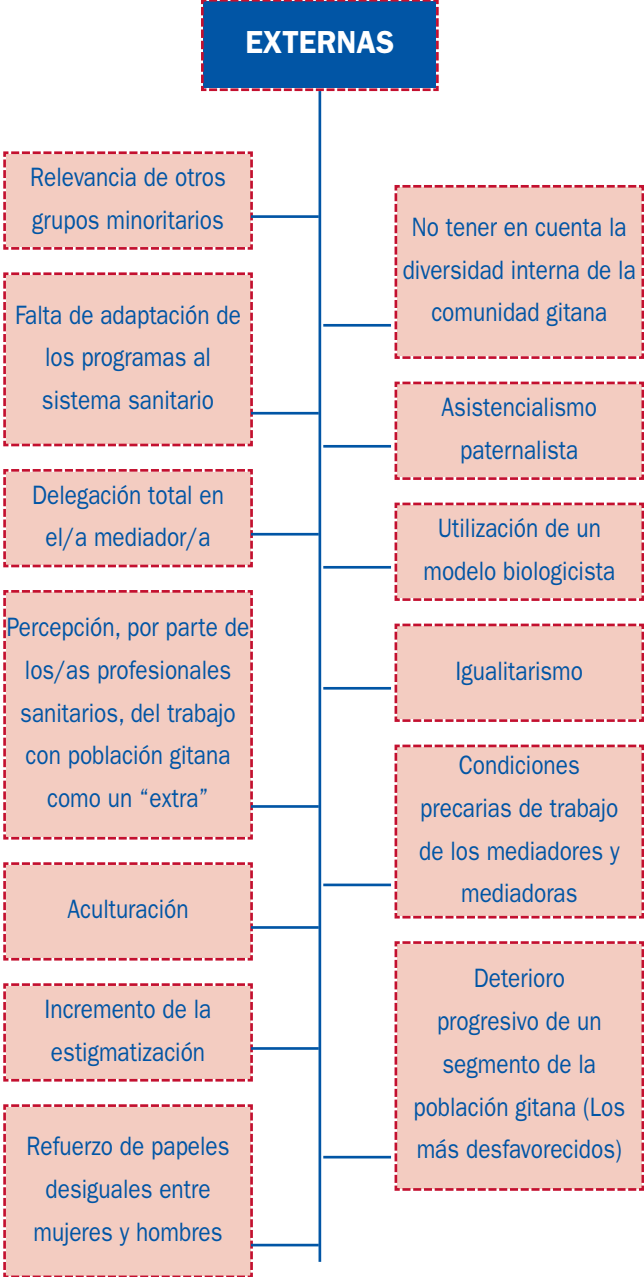 EXTERNAS
Relevancia de otros
grupos minoritarios
Falta de adaptación de
los programas al
sistema sanitario
Delegación total en
el/a mediador/a
Percepción, por parte de
los/as profesionales
sanitarios, del trabajo
con población gitana
como un “extra”
Aculturación
Incremento de la
estigmatización
Refuerzo de papeles
desiguales entre
mujeres y hombres
No tener en cuenta la
diversidad interna de la
comunidad gitana
Asistencialismo
paternalista
Utilización de un
modelo biologicista
Igualitarismo
Condiciones
precarias de trabajo
de los mediadores y
mediadoras
Deterioro
progresivo de un
segmento de la
población gitana (Los
más desfavorecidos)